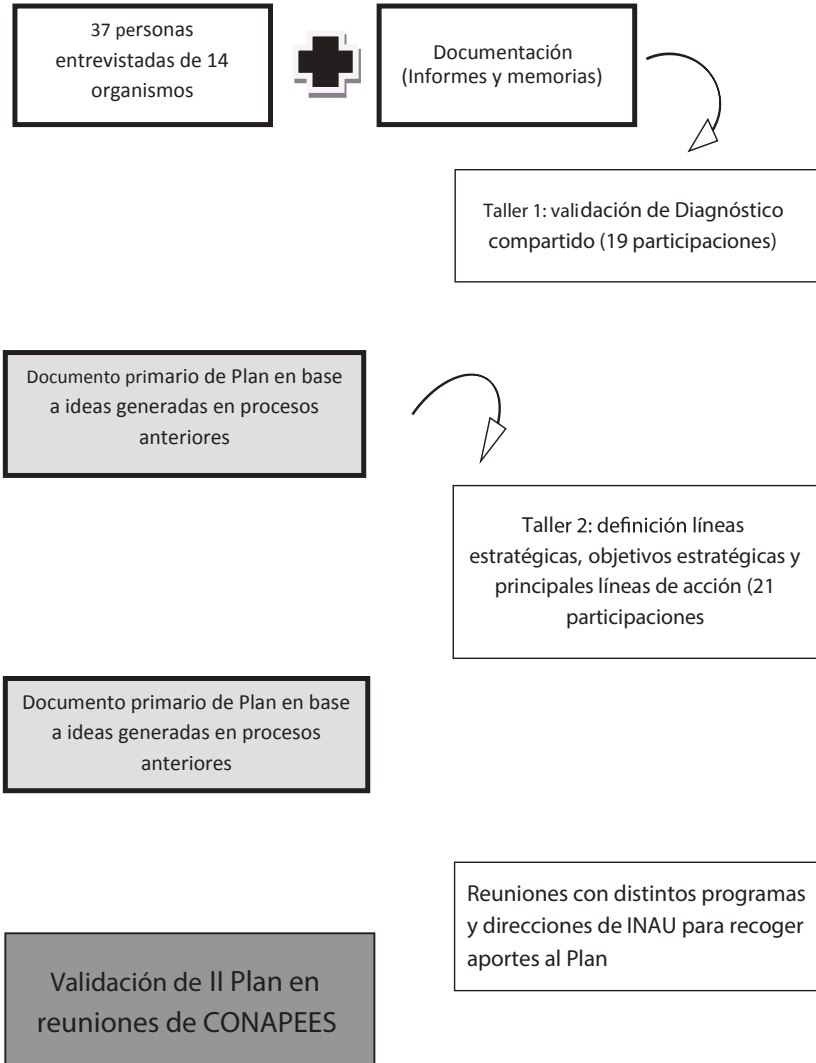 37 personas
entrevistadas de 14
organismos
Documentación
(Informes y memorias)
Taller 1: validación de Diagnóstico
compartido (19 participaciones)
Documento primario de Plan en base
a ideas generadas en procesos
anteriores
Taller 2: definición líneas
estratégicas, objetivos estratégicas y
principales líneas de acción (21
participaciones
Documento primario de Plan en base
a ideas generadas en procesos
anteriores
Reuniones con distintos programas
y direcciones de INAU para recoger
aportes al Plan
Validación de II Plan en
reuniones de CONAPEES